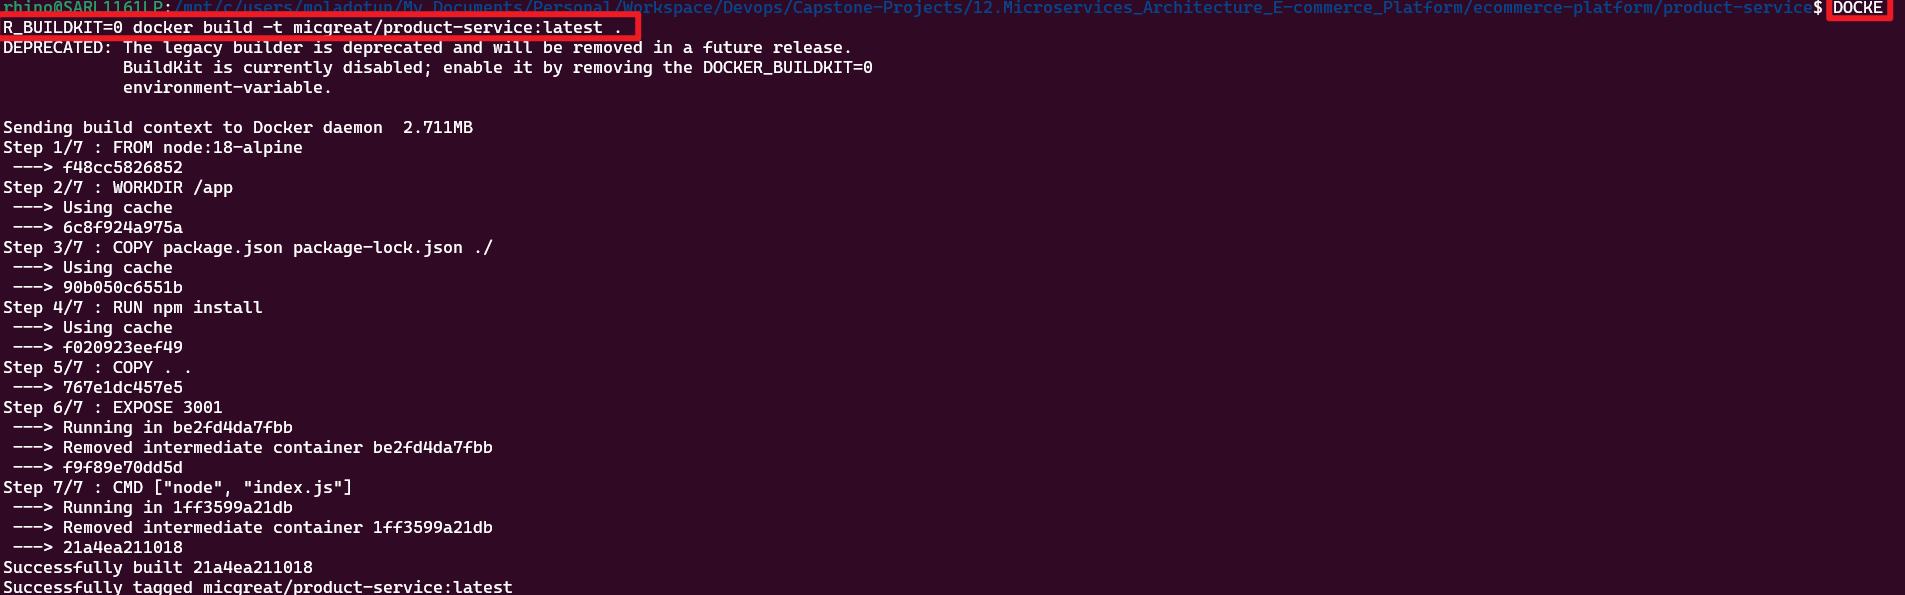 rhino@SARL1161LP:/mnt/c/users/moladotun/My Documents/Personal/Workspace/Devops/Capstone-Projects/12.Microservices_Architecture_E-commerce_Platform/ecommerce-platform/product-service$ DOCKE
R_BUILDKIT=0 docker build -t micgreat/product-service:latest .
DEPRECATED: The legacy builder is deprecated and will be removed in a future release.
BuildKit is currently disabled; enable it by removing the DOCKER_BUILDKIT=0
environment-variable.
Sending build context to Docker daemon  2.711MB
Step 1/7 : FROM node:18-alpine
---> f48cc5826852
Step 2/7 : WORKDIR /app
---> Using cache
---> 6c8f924a975a
Step 3/7 : COPY package.json package-lock.json ./
---> Using cache
---> 90b050c6551b
Step 4/7 : RUN npm install
---> Using cache
---> f020923eef49
Step 5/7 : COPY . .
---> 767e1dc457e5
Step 6/7 : EXPOSE 3001
---> Running in be2fd4da7fbb
---> Removed intermediate container be2fd4da7fbb
---> f9f89e70dd5d
Step 7/7 : CMD ["node", "index.js"]
---> Running in 1ff3599a21db
---> Removed intermediate container 1ff3599a21db
---> 21a4ea211018
Successfully built 21a4ea211018
Successfully tagged micgreat/product-service:latest